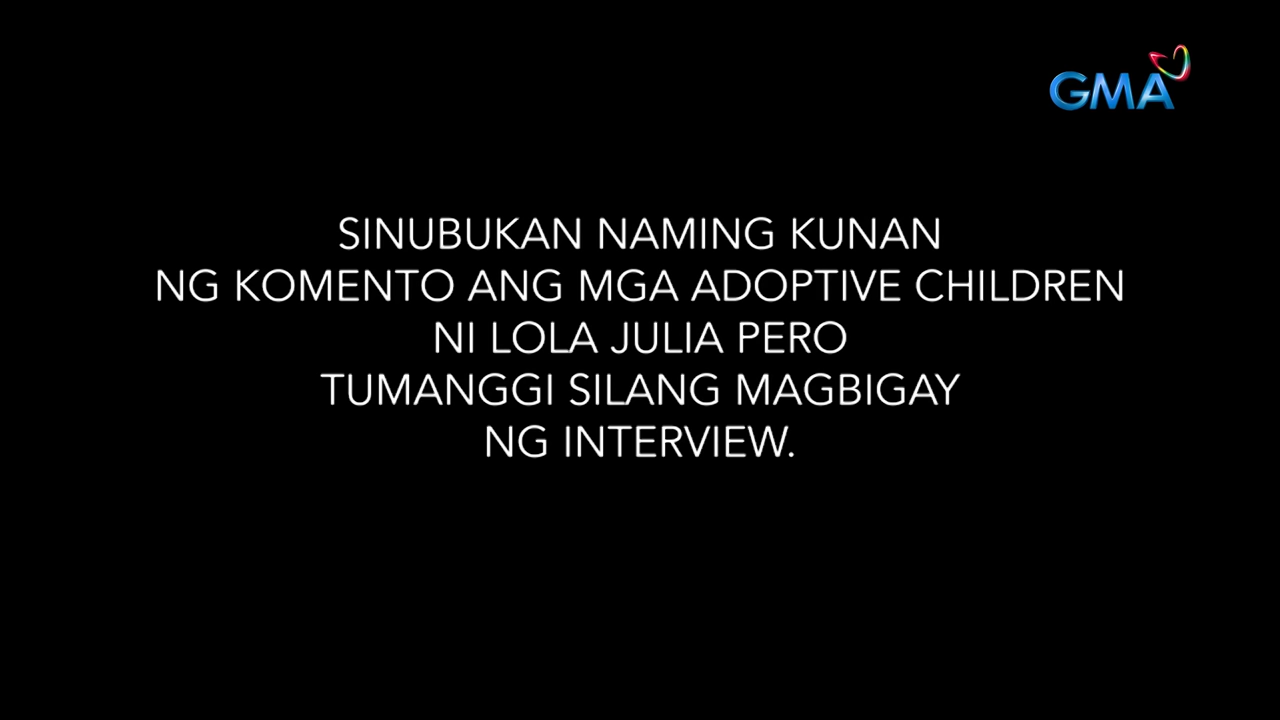 GMA
SINUBUKAN NAMING KUNAN
NG KOMENTO ANG MGA ADOPTIVE CHILDREN
NI LOLA JULIA PERO
TUMANGGI SILANG MAGBIGAY
NG INTERVIEW.